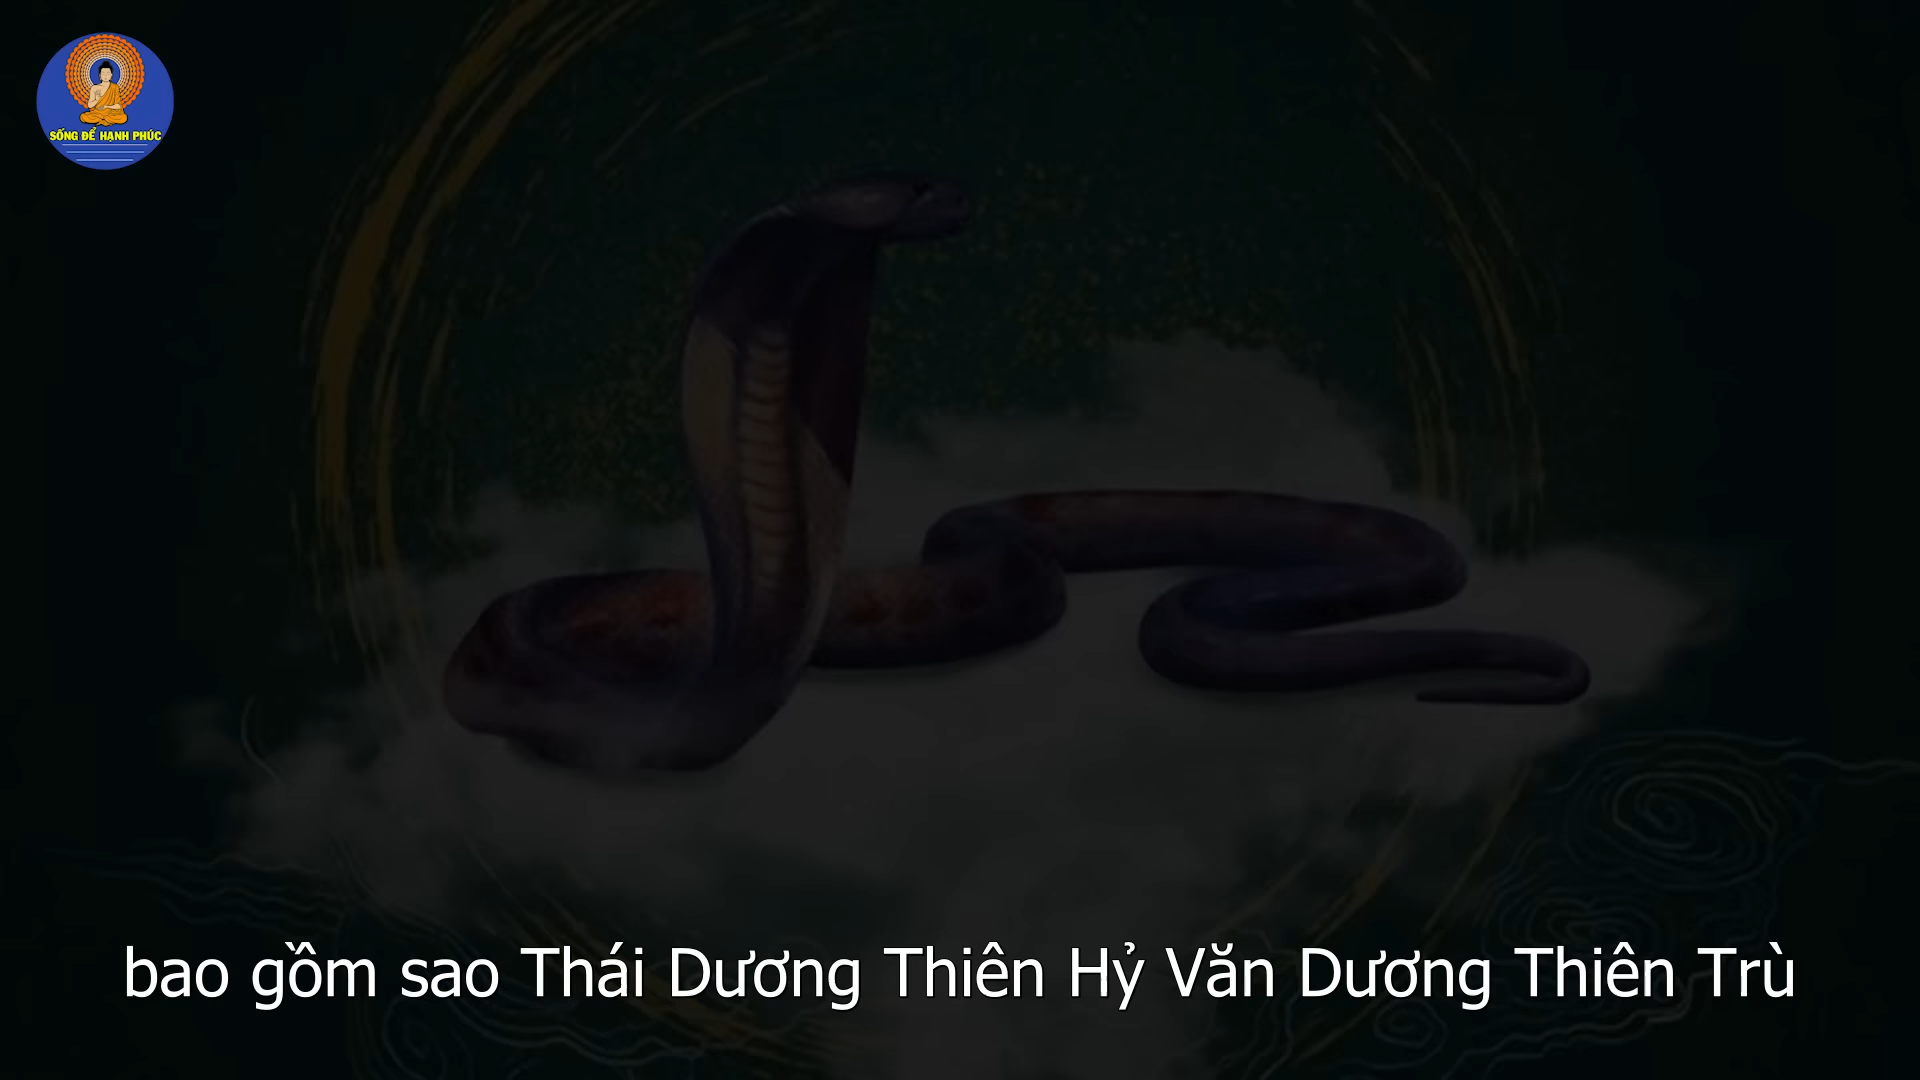 SỐNG ĐỂ HẠNH PHÚC
bao gồm sao Thái Dương Thiên Hỷ Văn Dương Thiên Trù